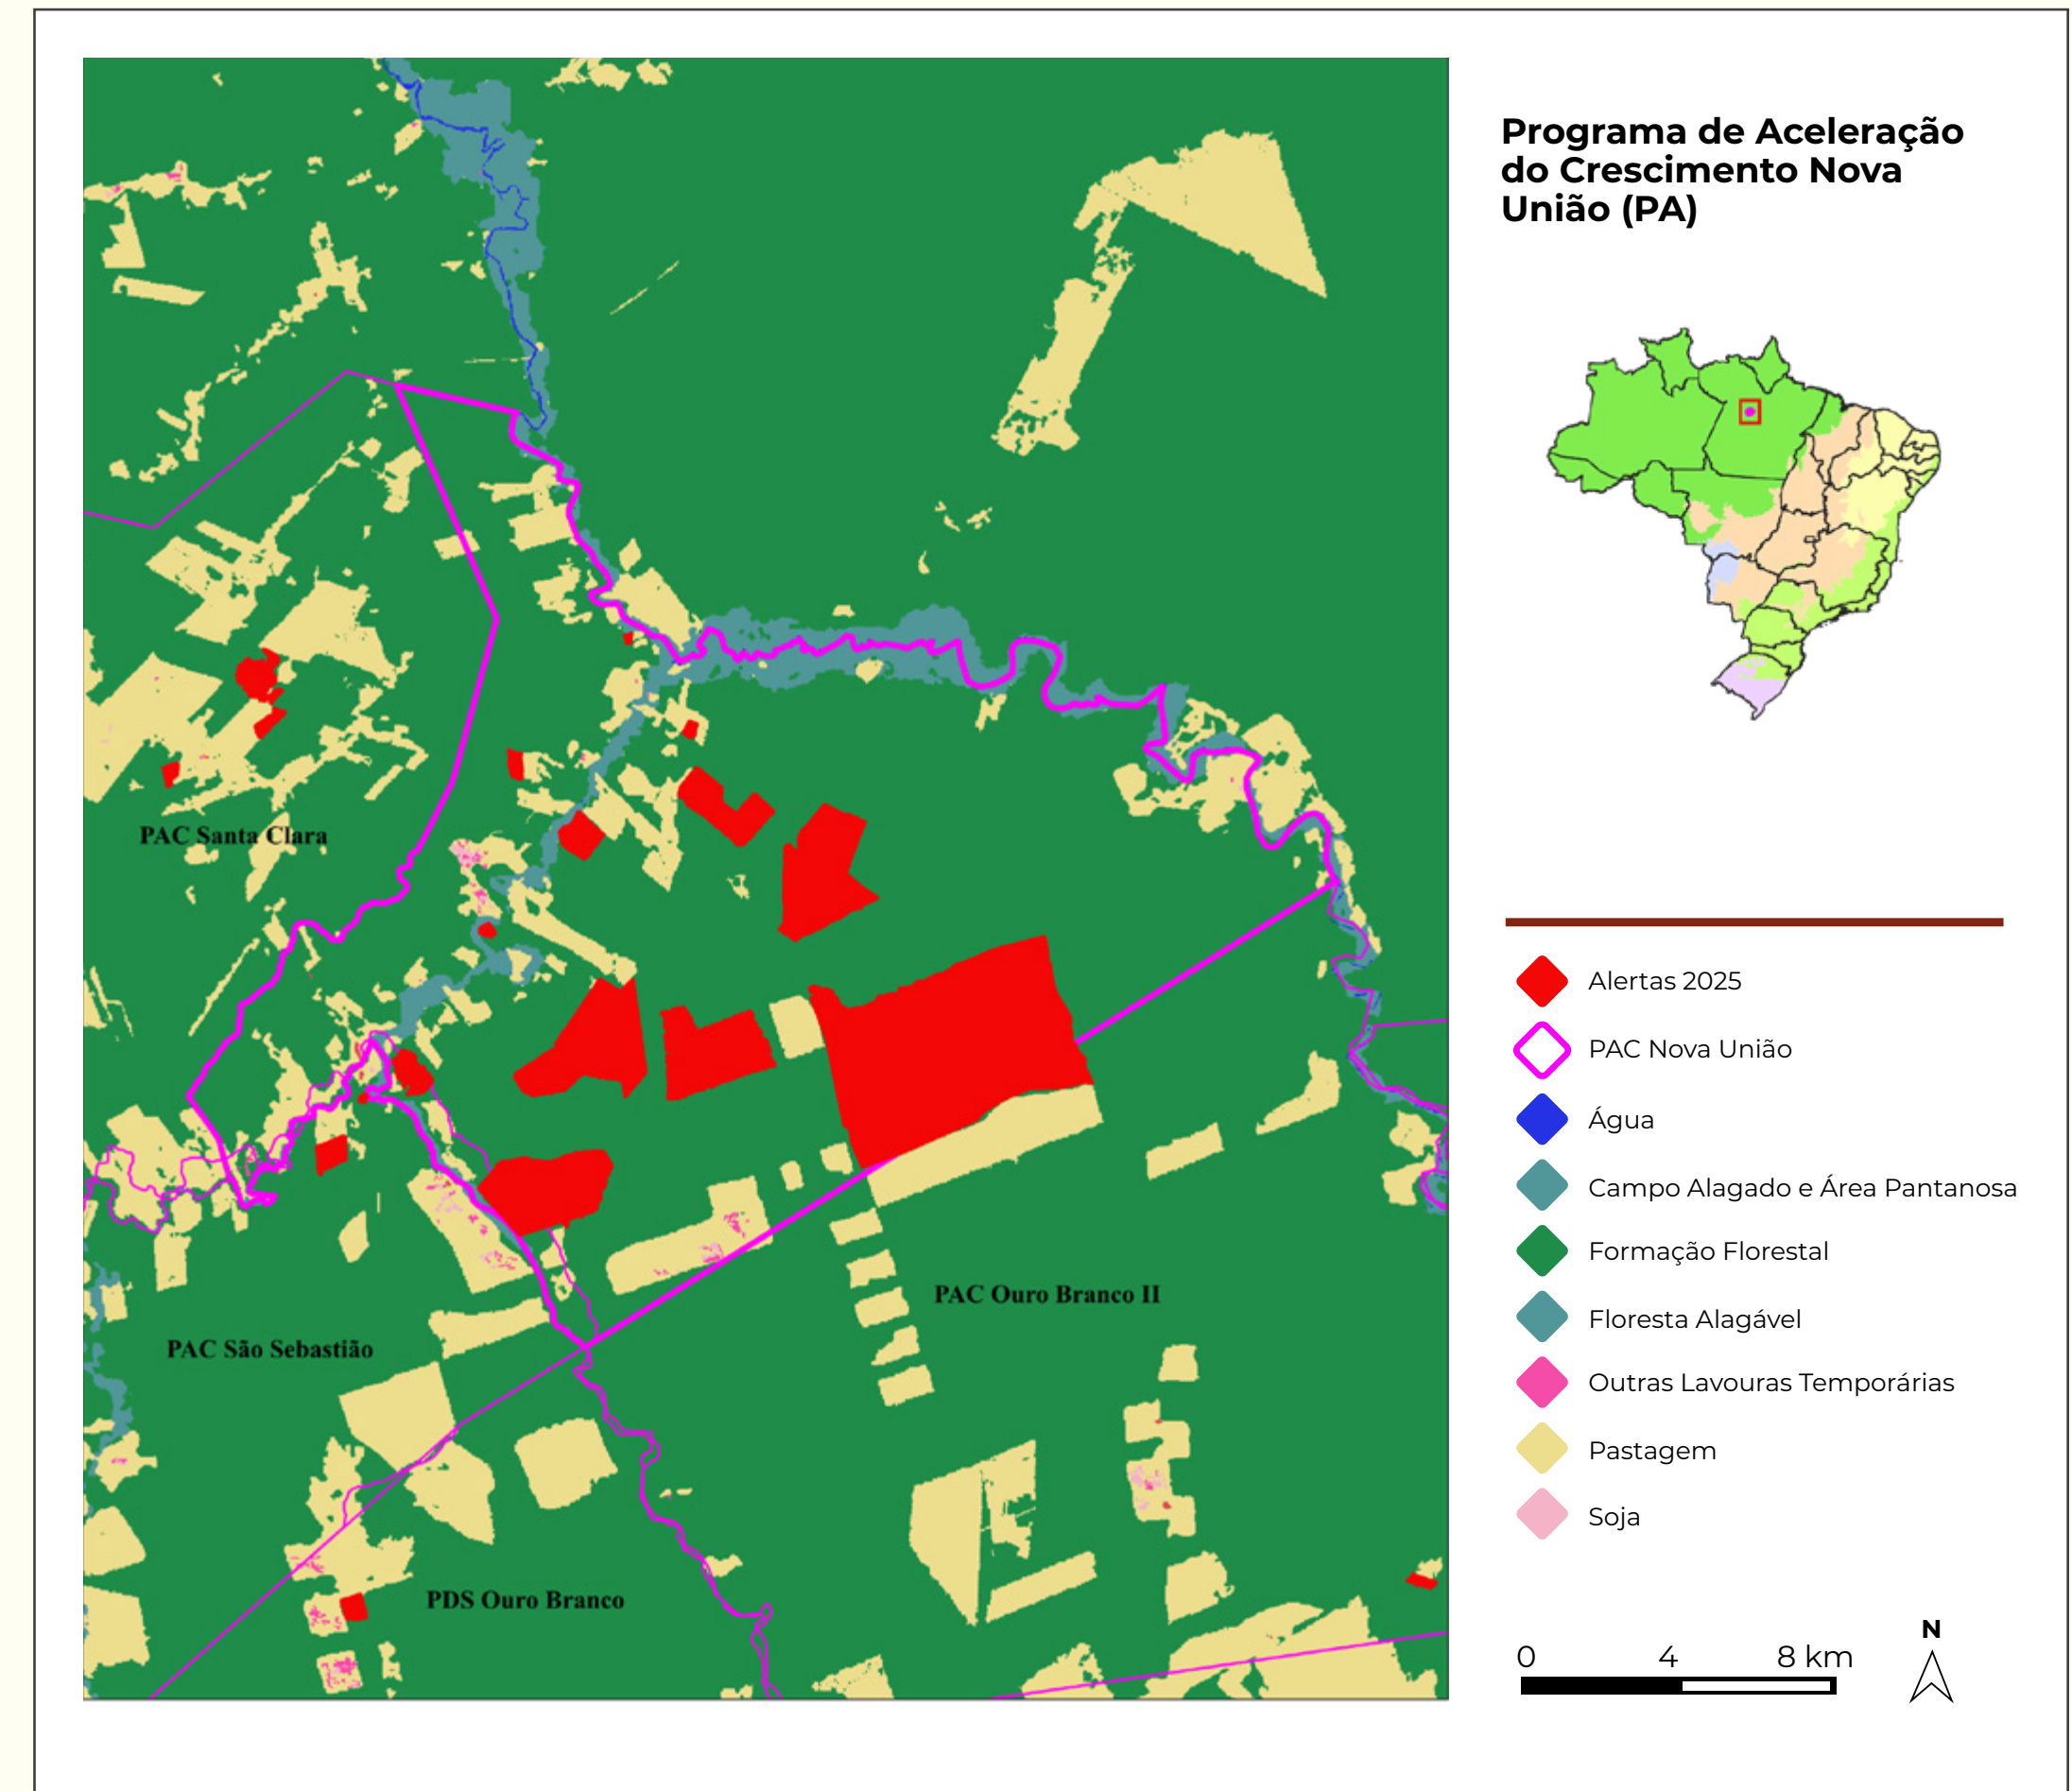 Programa de Aceleração
do Crescimento Nova
União (PA)
PAC Santa Clara
PAC Ouro Branco II
PAC São Sebastião
PDS Ouro Branco
Alertas 2025
PAC Nova União
Água
Campo Alagado e Área Pantanosa
Formação Florestal
Floresta Alagável
Outras Lavouras Temporárias
Pastagem
Soja
N
0 4 8 km